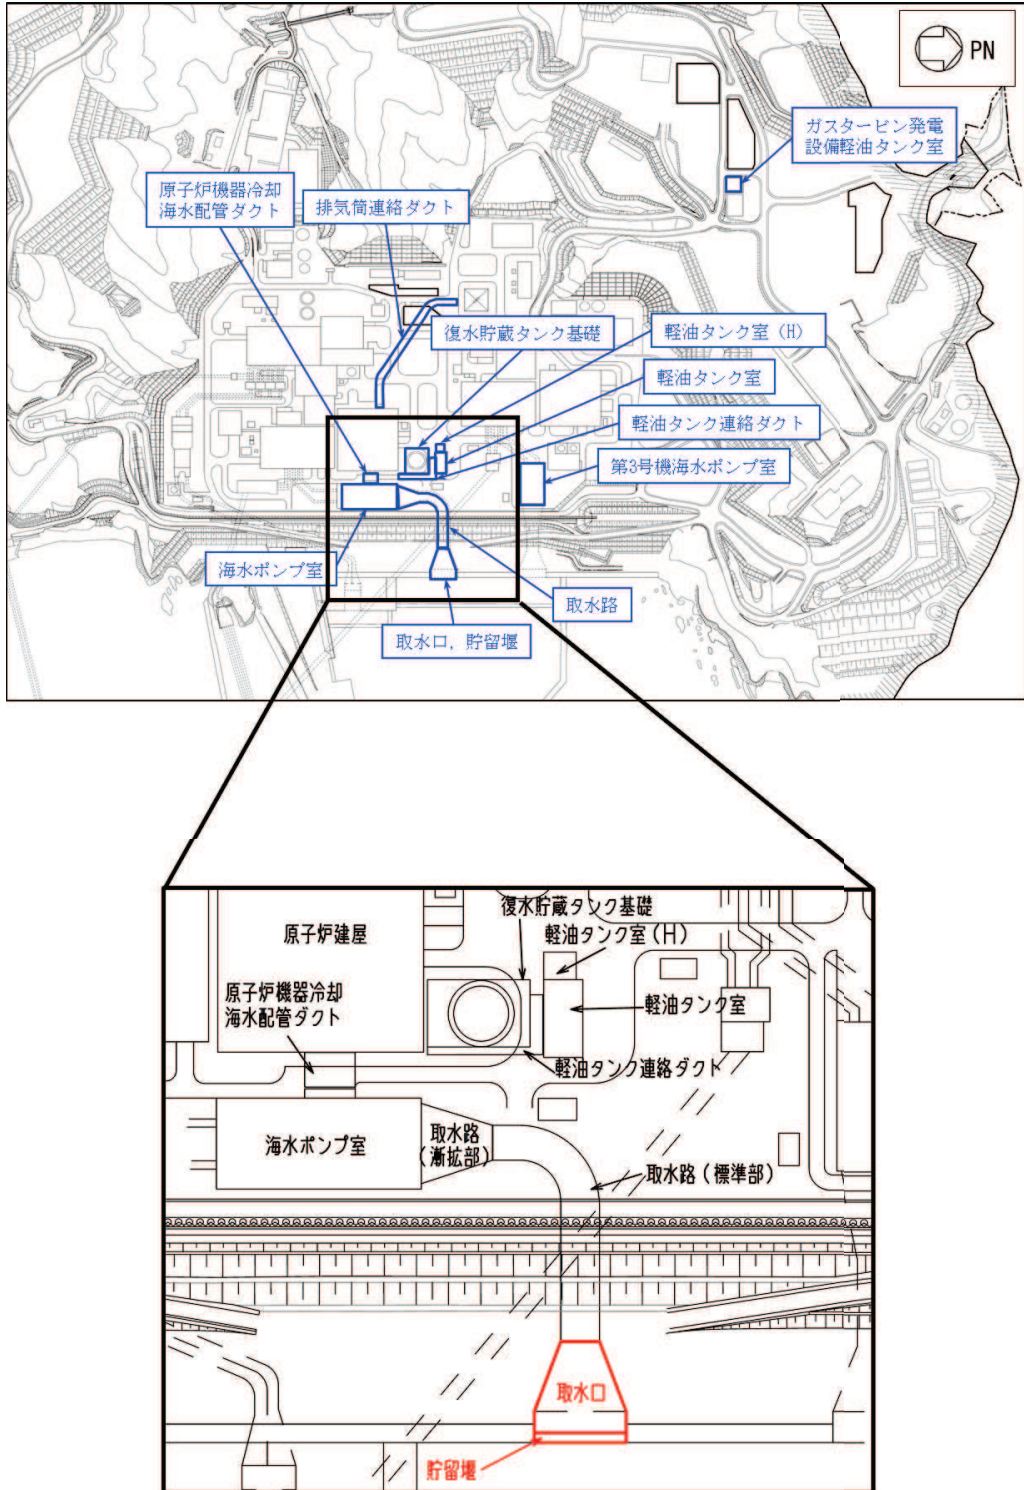 PN
ガスタービン発電
設備軽油タンク室
原子炉機器冷却
海水配管ダクト
排気筒連絡ダクト
復水貯蔵タンク基礎
軽油タンク室(H)
軽油タンク室
軽油タンク連絡ダクト
第3号機海水ポンプ室
海水ポンプ室
取水路
取水口，貯留堰
原子炉建屋
復水貯蔵タンク基礎
軽油タンク室(H)
原子炉機器冷却
海水配管ダクト
軽油タンク室
軽油タンク連絡ダクト
海水ポンプ室
取水路
(漸拡部)
取水路(標準部)
取水口
貯留堰